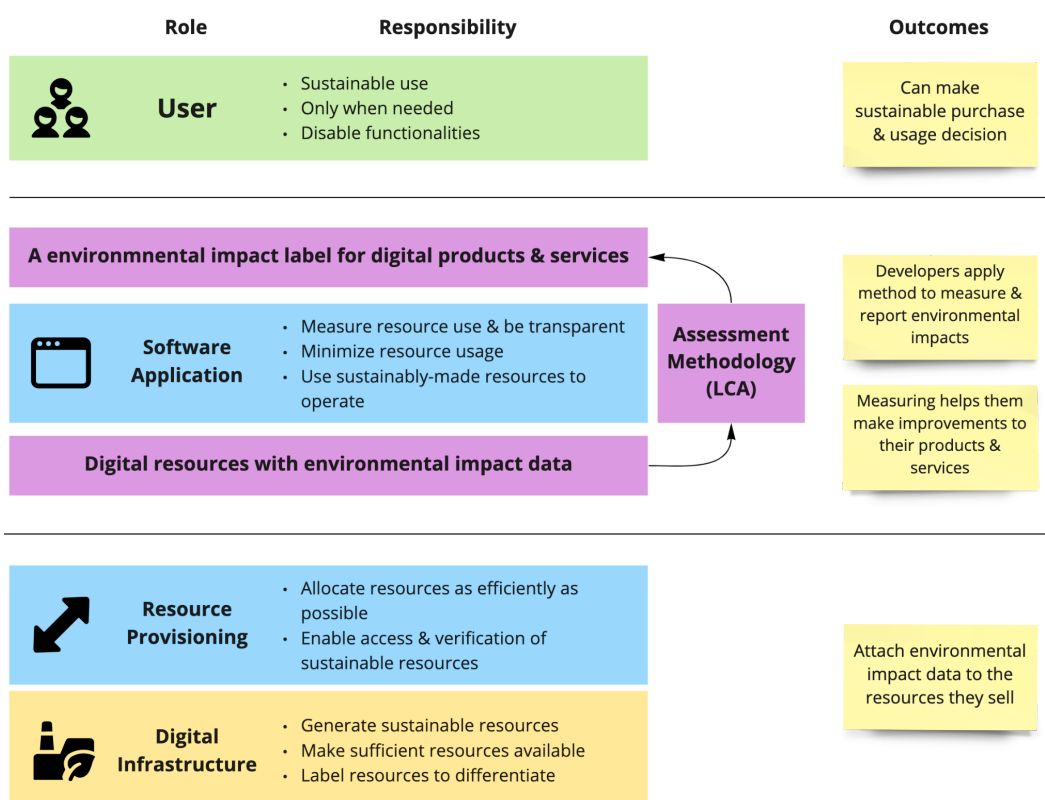 Role
Responsibility
Outcomes
User
Sustainable use
Only when needed
Disable functionalities
Can make
sustainable purchase
& usage decision
A environmnental impact label for digital products & services
Software
Application
Measure resource use & be transparent
Minimize resource usage
Use sustainably-made resources to
operate
Assessment
Methodology
(LCA)
Developers apply
method to measure &
report environmental
impacts
Measuring helps them
make improvements to
their products &
services
Digital resources with environmental impact data
Resource
Provisioning
Allocate resources as efficiently as
possible
Enable access & verification of
sustainable resources
Attach environmental
impact data to the
resources they sell
Digital
Infrastructure
Generate sustainable resources
Make sufficient resources available
Label resources to differentiate